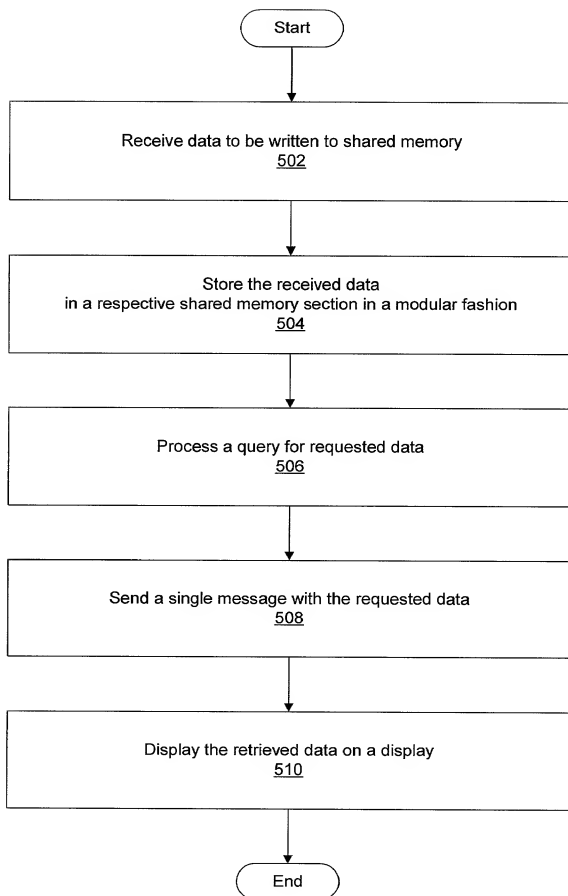 Start
Receive data to be written to shared memory
502
Store the received data
in a respective shared memory section in a modular fashion
504
Process a query for requested data
506
Send a single message with the requested data
508
Display the retrieved data on a display
510
End